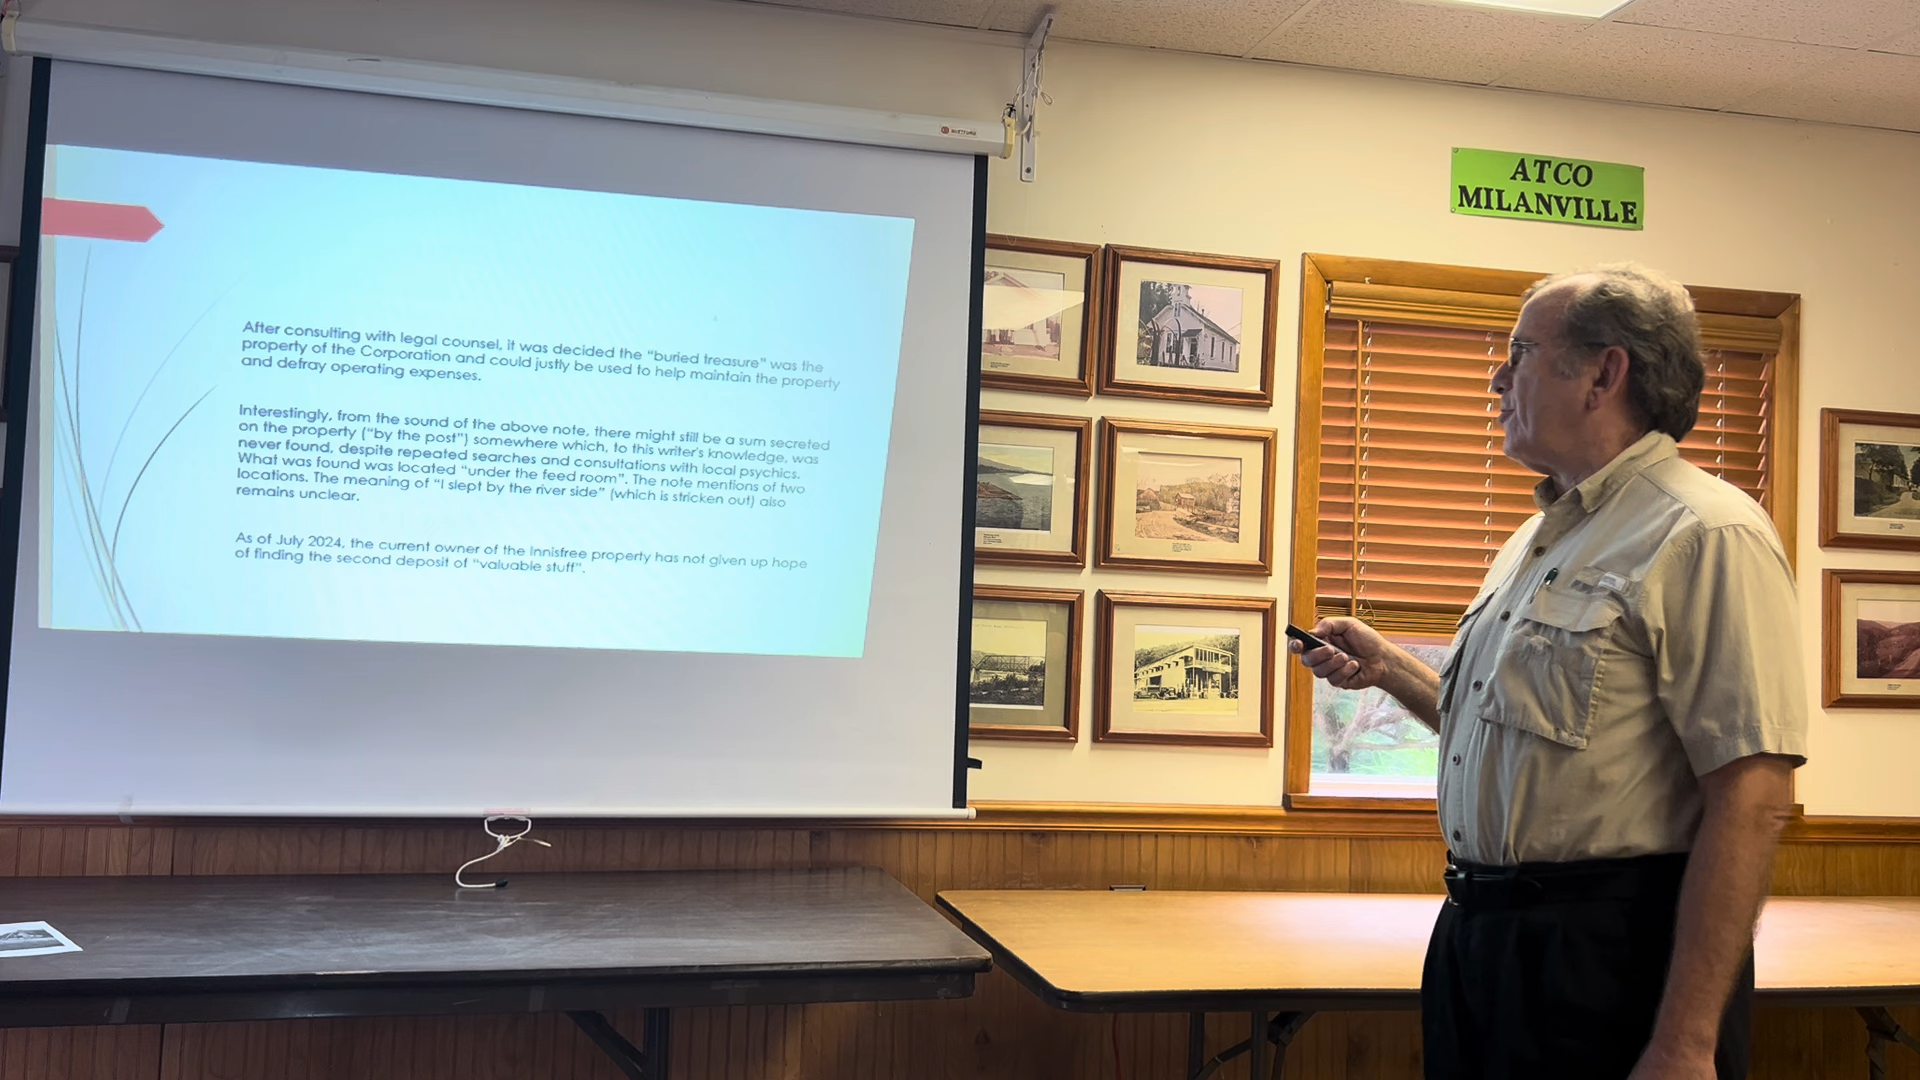 ATCO
MILANVILLE
After consulting with legal counsel, it was decided the "buried treasure" was the
property of the Corporation and could justly be used to help maintain the property
and defray operating expenses.
Interestingly, from the sound of the above note, there might still be a sum secreted
on the property ("by the post") somewhere which, to this writer's knowledge, was
never found, despite repeated searches and consultations with local psychics.
What was found was located "under the feed room". The note mentions of two
locations. The meaning of "I slept by the river side" (which is stricken out) also
remains unclear.
As of July 2024, the current owner of the Innisfree property has not given up hope
of finding the second deposit of "valuable stuff".